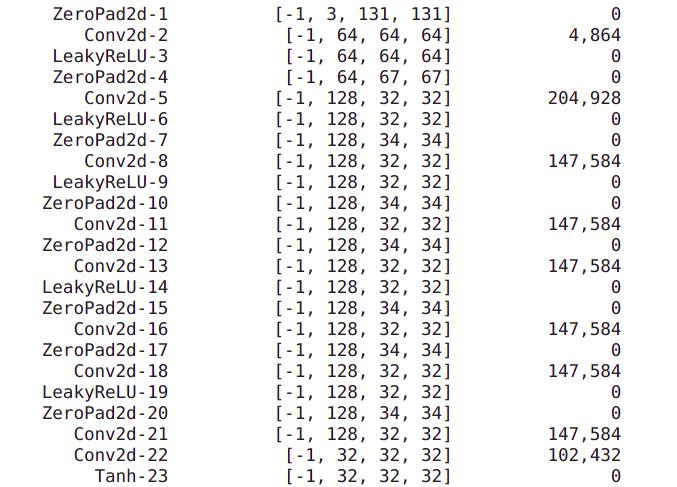 ZeroPad2d-1 [-1, 3, 131, 131] 0
Conv2d-2 [-1, 64, 64, 64] 4,864
LeakyReLU-3 [-1, 64, 64, 64] 0
ZeroPad2d-4 [-1, 64, 67, 67] 0
Conv2d-5 [-1, 128, 32, 32] 204,928
LeakyReLU-6 [-1, 128, 32, 32] 0
ZeroPad2d-7 [-1, 128, 34, 34] 0
Conv2d-8 [-1, 128, 32, 32] 147,584
LeakyReLU-9 [-1, 128, 32, 32] 0
ZeroPad2d-10 [-1, 128, 34, 34] 0
Conv2d-11 [-1, 128, 32, 32] 147,584
ZeroPad2d-12 [-1, 128, 34, 34] 0
Conv2d-13 [-1, 128, 32, 32] 147,584
LeakyReLU-14 [-1, 128, 32, 32] 0
ZeroPad2d-15 [-1, 128, 34, 34] 0
Conv2d-16 [-1, 128, 32, 32] 147,584
ZeroPad2d-17 [-1, 128, 34, 34] 0
Conv2d-18 [-1, 128, 32, 32] 147,584
LeakyReLU-19 [-1, 128, 32, 32] 0
ZeroPad2d-20 [-1, 128, 34, 34] 0
Conv2d-21 [-1, 128, 32, 32] 147,584
Conv2d-22 [-1, 32, 32, 32] 102,432
Tanh-23 [-1, 32, 32, 32] 0